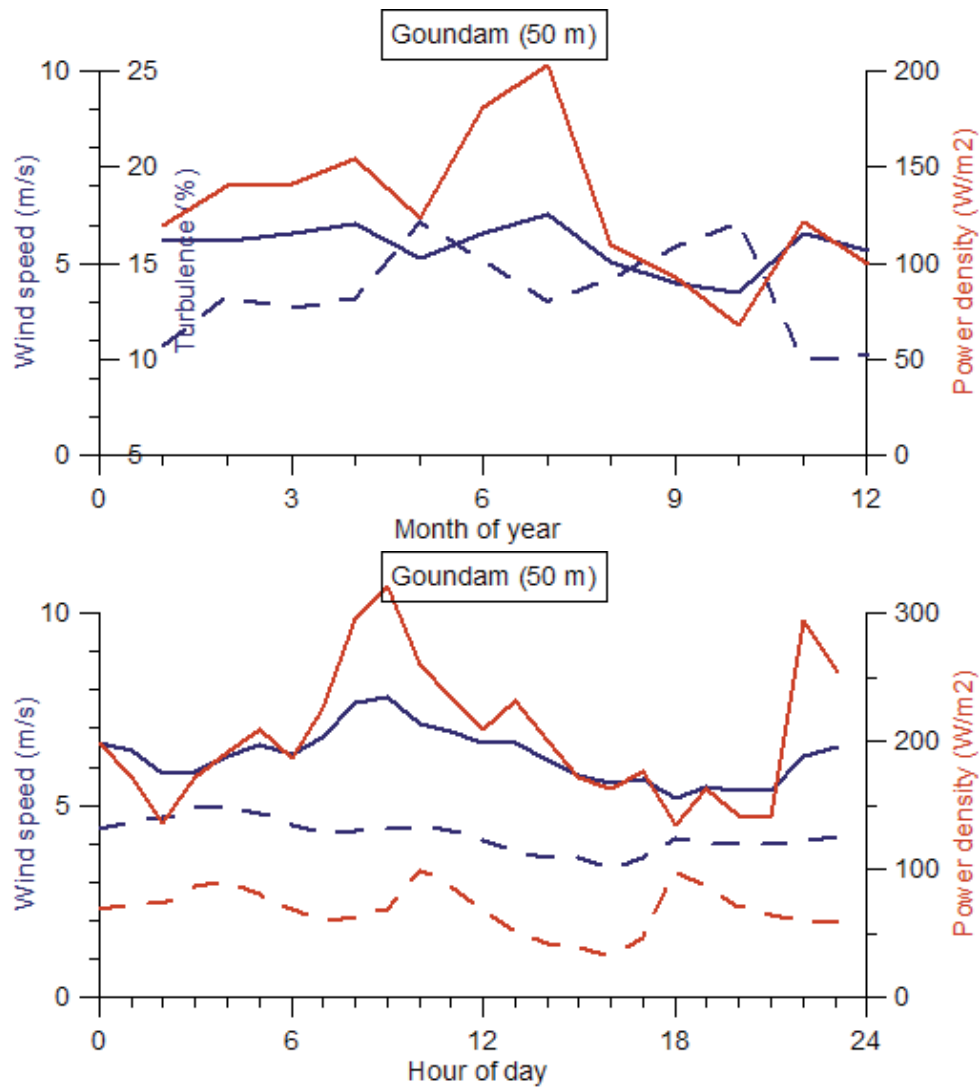 Goundam (50 m)
10 25 200
20 150
5 15 100
10 50
0 5 0
Wind speed (m/s)
Turbulence (%)
Power density (W/m2)
0 3 6 9 12
Month of year
Goundam (50 m)
10 300
200
5
100
0 0
Wind speed (m/s)
Power density (W/m2)
0 6 12 18 24
Hour of day